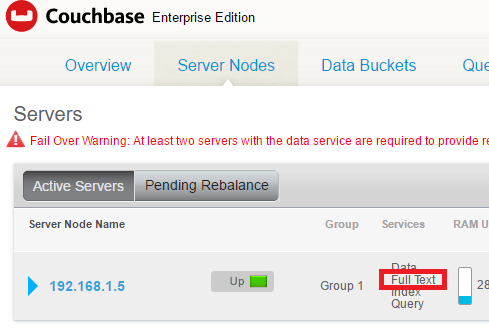 Couchbase Enterprise Edition
Overview Server Nodes Data Buckets Que
Servers
Fail Over Warning: At least two servers with the data service are required to provide re
Active Servers Pending Rebalance
Server Node Name Group Services RAM U
192.168.1.5 Up Group 1 28
Data
Full Text
Index
Query